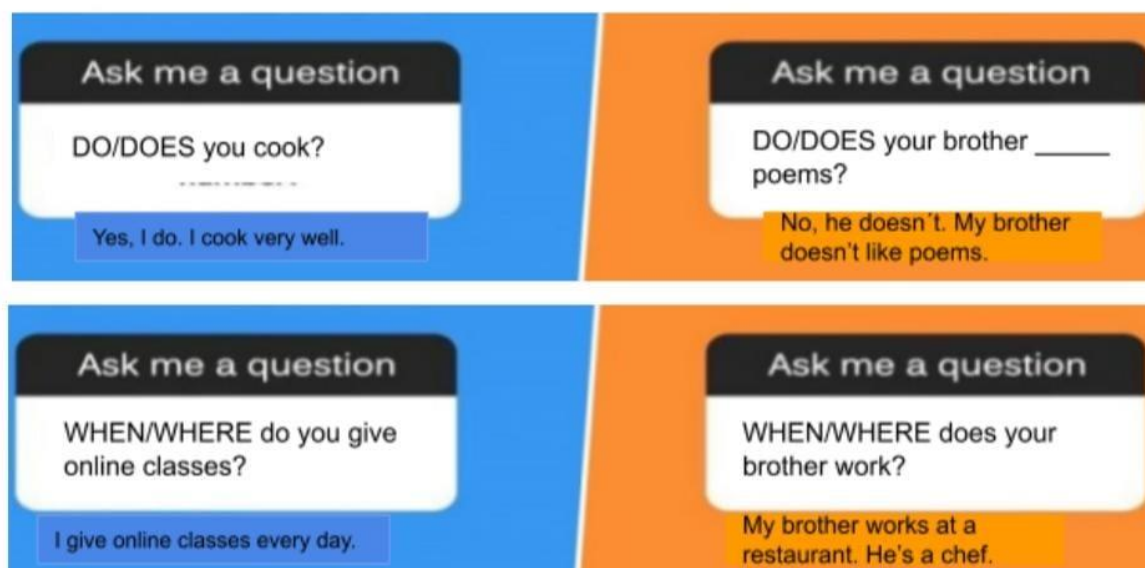 Ask me a question
DO/DOES you cook?
Yes, I do. I cook very well.
Ask me a question
DO/DOES your brother ______
poems?
No, he doesn´t. My brother
doesn't like poems.
Ask me a question
WHEN/WHERE do you give
online classes?
I give online classes every day.
Ask me a question
WHEN/WHERE does your
brother work?
My brother works at a
restaurant. He's a chef.